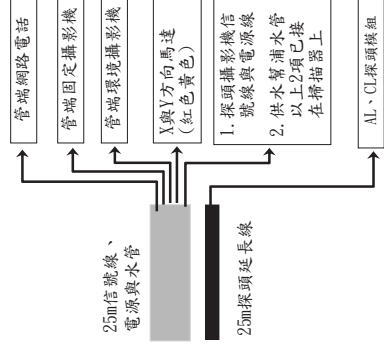 管端網路電話
管端固定攝影機
管端環境攝影機
X與Y方向馬達
(紅色黃色)
1.探頭攝影機信
號線與電源線
2.供水幫浦水管
以上2項已接
在掃描器上
AL、CL探頭模組
25m信號線、
電源與水管
25m探頭延長線